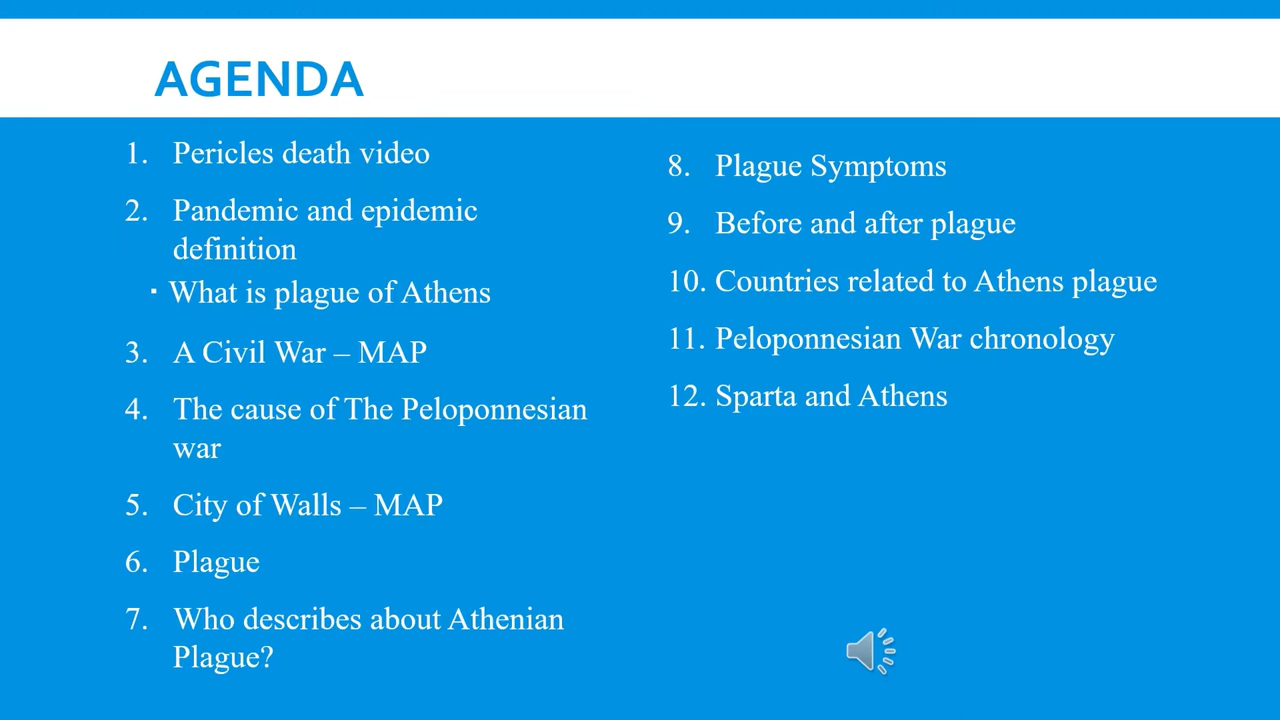 AGENDA
1. Pericles death video
2. Pandemic and epidemic
definition
▪ What is plague of Athens
3. A Civil War – MAP
4. The cause of The Peloponnesian
war
5. City of Walls – MAP
6. Plague
7. Who describes about Athenian
Plague?
8. Plague Symptoms
9. Before and after plague
10. Countries related to Athens plague
11. Peloponnesian War chronology
12. Sparta and Athens